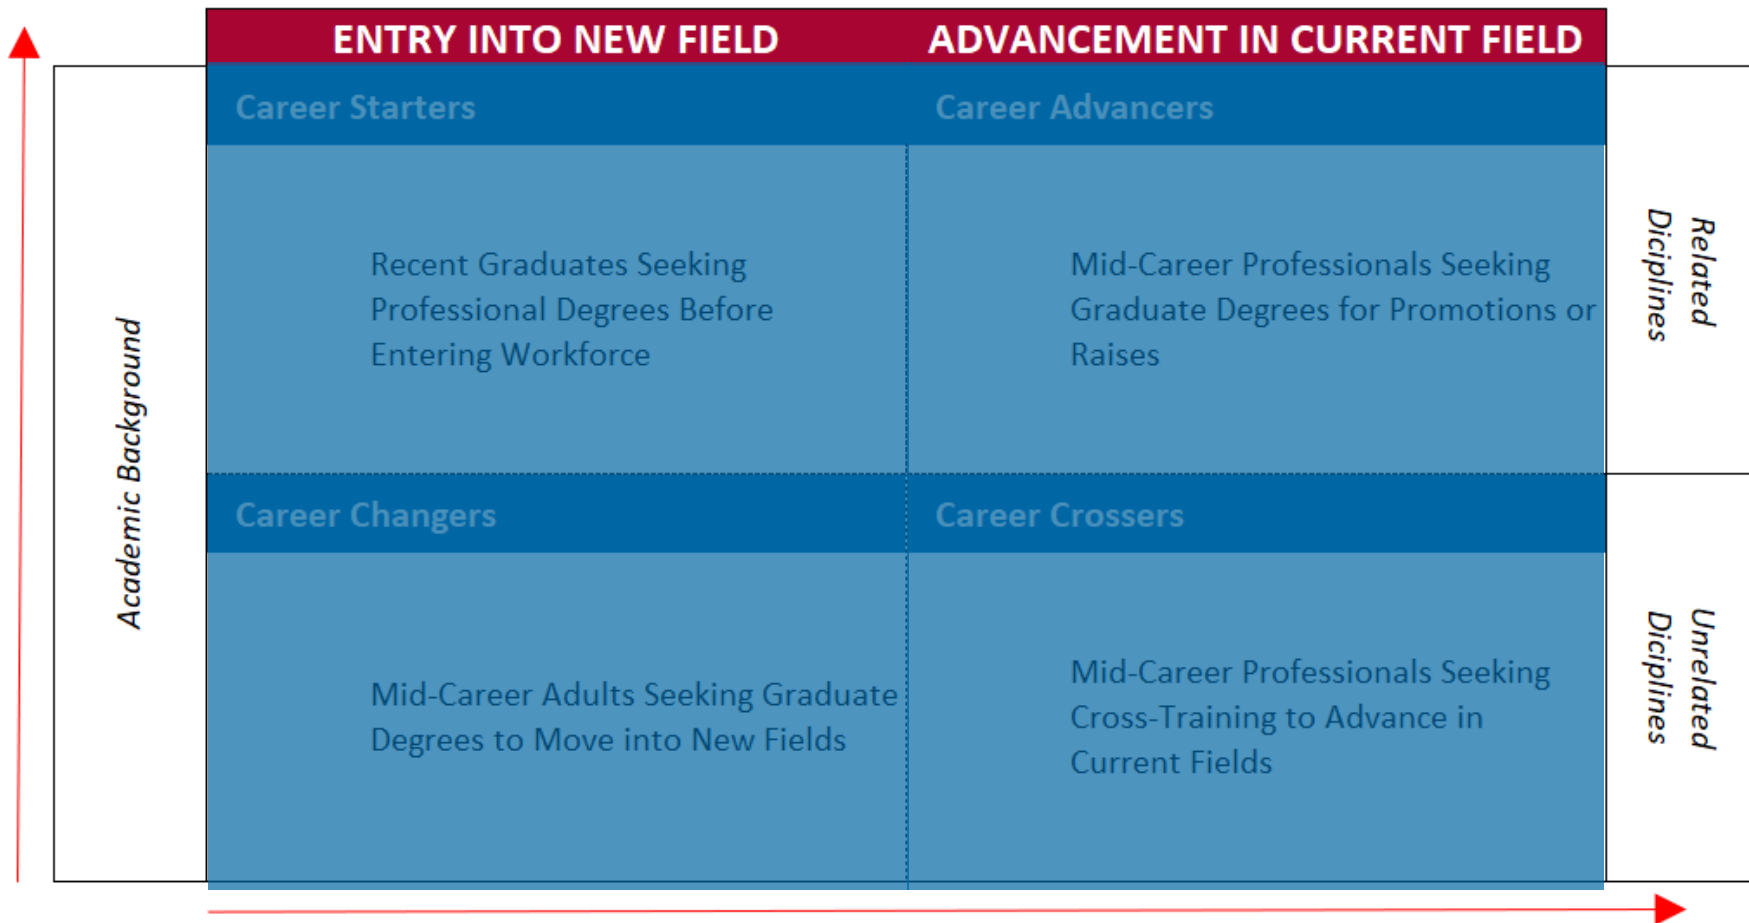 ENTRY INTO NEW FIELD
ADVANCEMENT IN CURRENT FIELD
Career Starters
Career Advancers
Recent Graduates Seeking
Professional Degrees Before
Entering Workforce
Mid-Career Professionals Seeking
Graduate Degrees for Promotions or
Raises
Related
Diciplines
Academic Background
Career Changers
Career Crossers
Mid-Career Adults Seeking Graduate
Degrees to Move into New Fields
Mid-Career Professionals Seeking
Cross-Training to Advance in
Current Fields
Unrelated
Diciplines